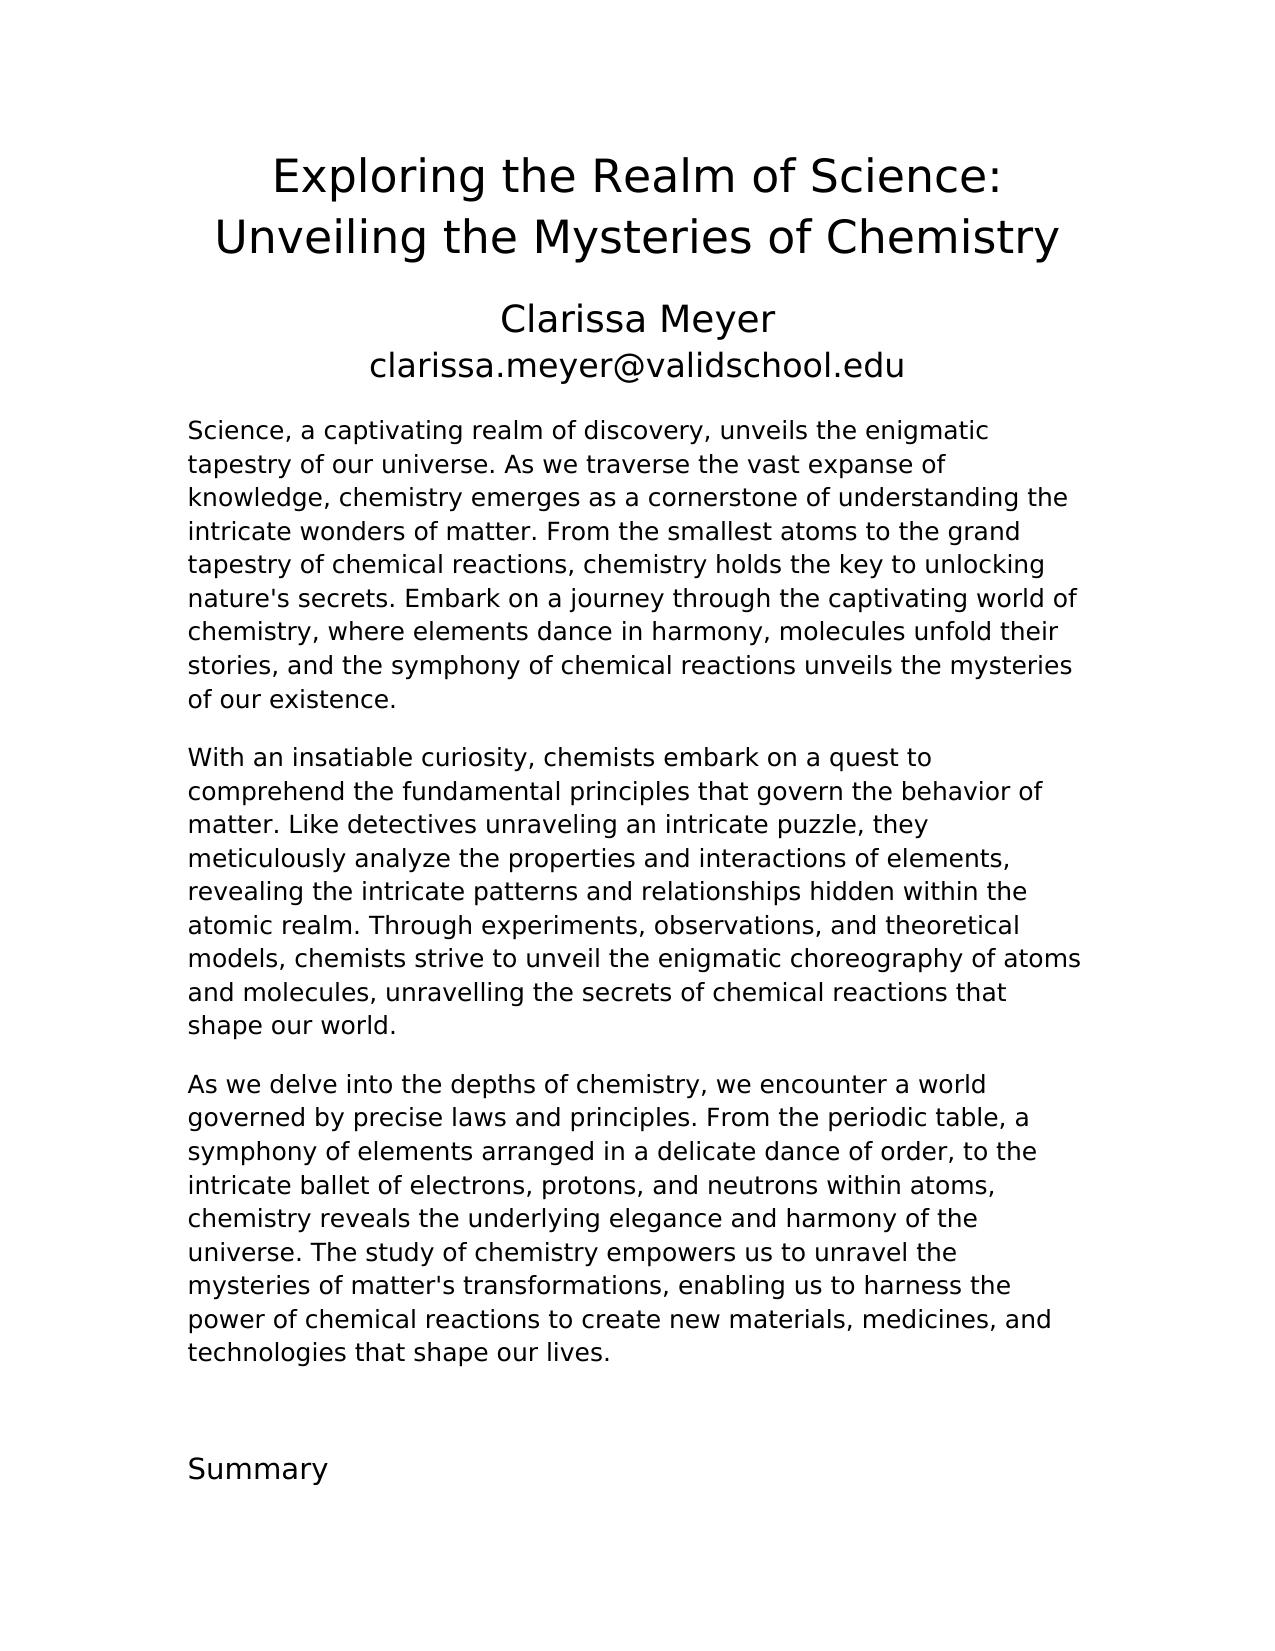 Exploring the Realm of Science:
Unveiling the Mysteries of Chemistry
Clarissa Meyer
clarissa.meyer@validschool.edu
Science, a captivating realm of discovery, unveils the enigmatic
tapestry of our universe. As we traverse the vast expanse of
knowledge, chemistry emerges as a cornerstone of understanding the
intricate wonders of matter. From the smallest atoms to the grand
tapestry of chemical reactions, chemistry holds the key to unlocking
nature's secrets. Embark on a journey through the captivating world of
chemistry, where elements dance in harmony, molecules unfold their
stories, and the symphony of chemical reactions unveils the mysteries
of our existence.
With an insatiable curiosity, chemists embark on a quest to
comprehend the fundamental principles that govern the behavior of
matter. Like detectives unraveling an intricate puzzle, they
meticulously analyze the properties and interactions of elements,
revealing the intricate patterns and relationships hidden within the
atomic realm. Through experiments, observations, and theoretical
models, chemists strive to unveil the enigmatic choreography of atoms
and molecules, unravelling the secrets of chemical reactions that
shape our world.
As we delve into the depths of chemistry, we encounter a world
governed by precise laws and principles. From the periodic table, a
symphony of elements arranged in a delicate dance of order, to the
intricate ballet of electrons, protons, and neutrons within atoms,
chemistry reveals the underlying elegance and harmony of the
universe. The study of chemistry empowers us to unravel the
mysteries of matter's transformations, enabling us to harness the
power of chemical reactions to create new materials, medicines, and
technologies that shape our lives.
Summary